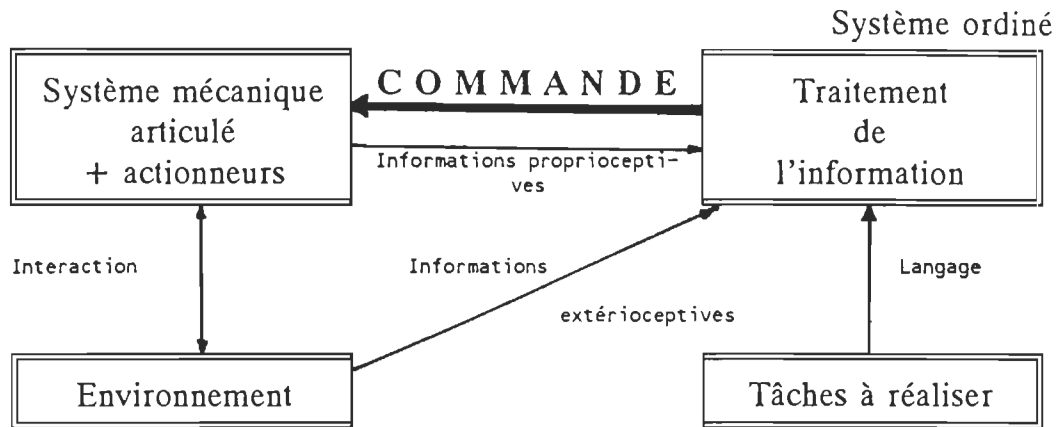 Système ordiné
Système mécanique
articulé
+ actionneurs
COMMANDE
Informations propriocepti-
ves
Traitement
de
l'information
Interaction
Informations
extérioceptives
Langage
Environnement
Tâches à réaliser